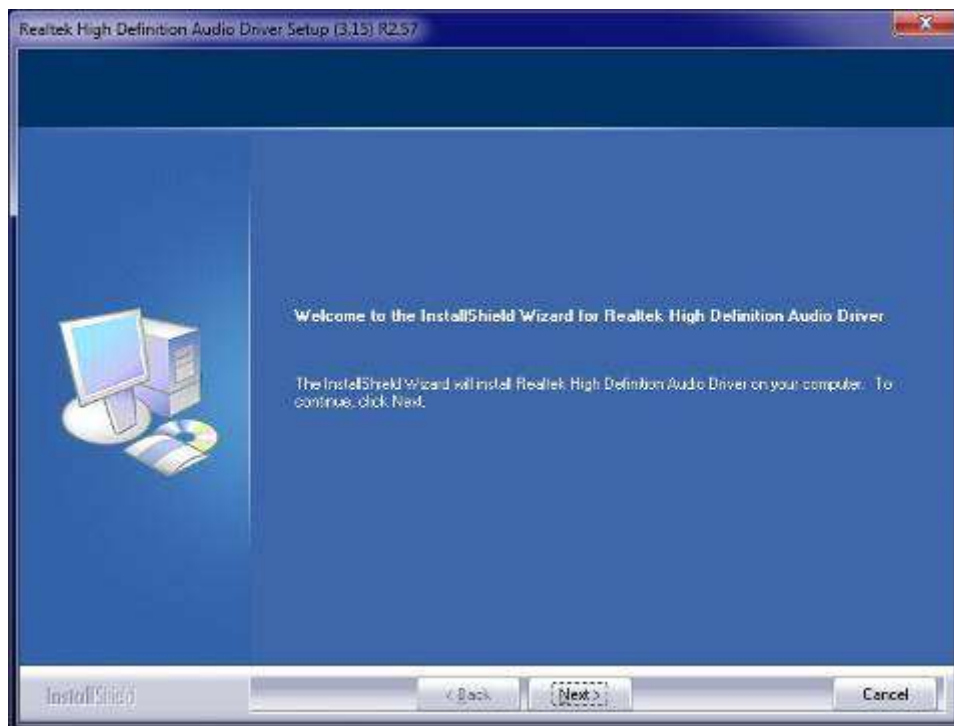 Realtek High Definition Audio Driver Setup (3.15) R2.57
Welcome to the InstallShield Wizard for Realtek High Definition Audio Driver
The InstallShield Wizard will install Realtek High Definition Audio Driver on your computer. To
continue, click Next.
InstallShield
< Back
Next >
Cancel